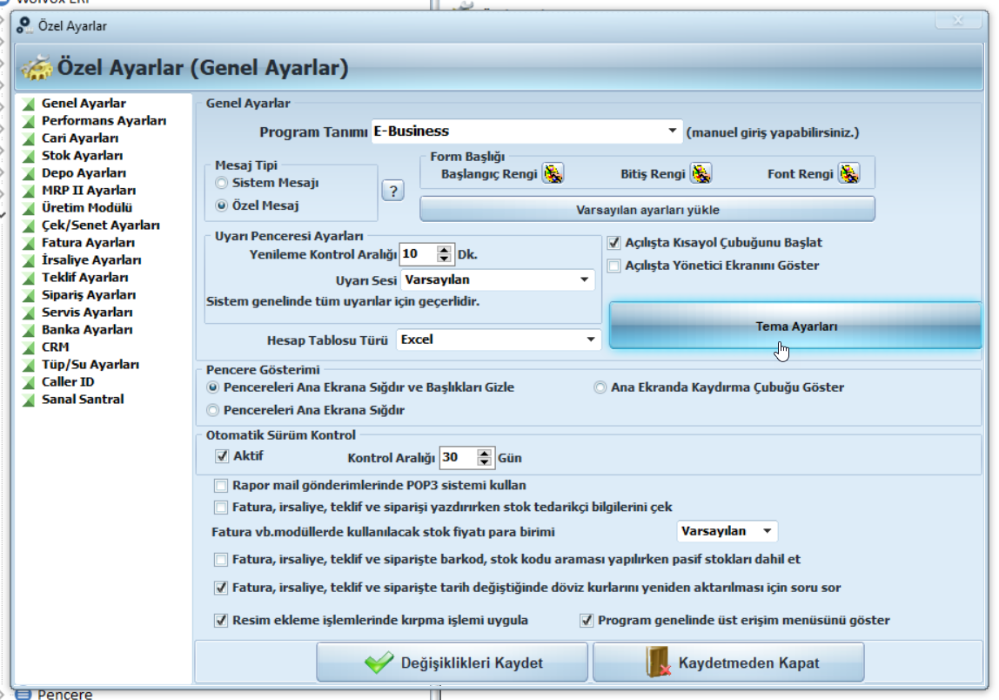 Wolvox ERP
Özel Ayarlar
Özel Ayarlar (Genel Ayarlar)
Genel Ayarlar
Performans Ayarları
Cari Ayarları
Stok Ayarları
Depo Ayarları
MRP II Ayarları
Üretim Modülü
Çek/Senet Ayarları
Fatura Ayarları
İrsaliye Ayarları
Teklif Ayarları
Sipariş Ayarları
Servis Ayarları
Banka Ayarları
CRM
Tüp/Su Ayarları
Caller ID
Sanal Santral
Genel Ayarlar
Program Tanımı E-Business (manuel giriş yapabilirsiniz.)
Mesaj Tipi
Sistem Mesajı
Özel Mesaj
?
Form Başlığı
Başlangıç Rengi Bitiş Rengi Font Rengi
Varsayılan ayarları yükle
Uyarı Penceresi Ayarları
Yenileme Kontrol Aralığı 10 Dk.
Uyarı Sesi Varsayılan
Sistem genelinde tüm uyarılar için geçerlidir.
Açılışta Kısayol Çubuğunu Başlat
Açılışta Yönetici Ekranını Göster
Hesap Tablosu Türü Excel
Tema Ayarları
Pencere Gösterimi
Pencereleri Ana Ekrana Sığdır ve Başlıkları Gizle
Ana Ekranda Kaydırma Çubuğu Göster
Pencereleri Ana Ekrana Sığdır
Otomatik Sürüm Kontrol
Aktif Kontrol Aralığı 30 Gün
Rapor mail gönderimlerinde POP3 sistemi kullan
Fatura, irsaliye, teklif ve siparişi yazdırırken stok tedarikçi bilgilerini çek
Fatura vb.modüllerde kullanılacak stok fiyatı para birimi Varsayılan
Fatura, irsaliye, teklif ve siparişte barkod, stok kodu araması yapılırken pasif stokları dahil et
Fatura, irsaliye, teklif ve siparişte tarih değiştiğinde döviz kurlarını yeniden aktarılması için soru sor
Resim ekleme işlemlerinde kırpma işlemi uygula
Program genelinde üst erişim menüsünü göster
Değişiklikleri Kaydet
Kaydetmeden Kapat
Pencere